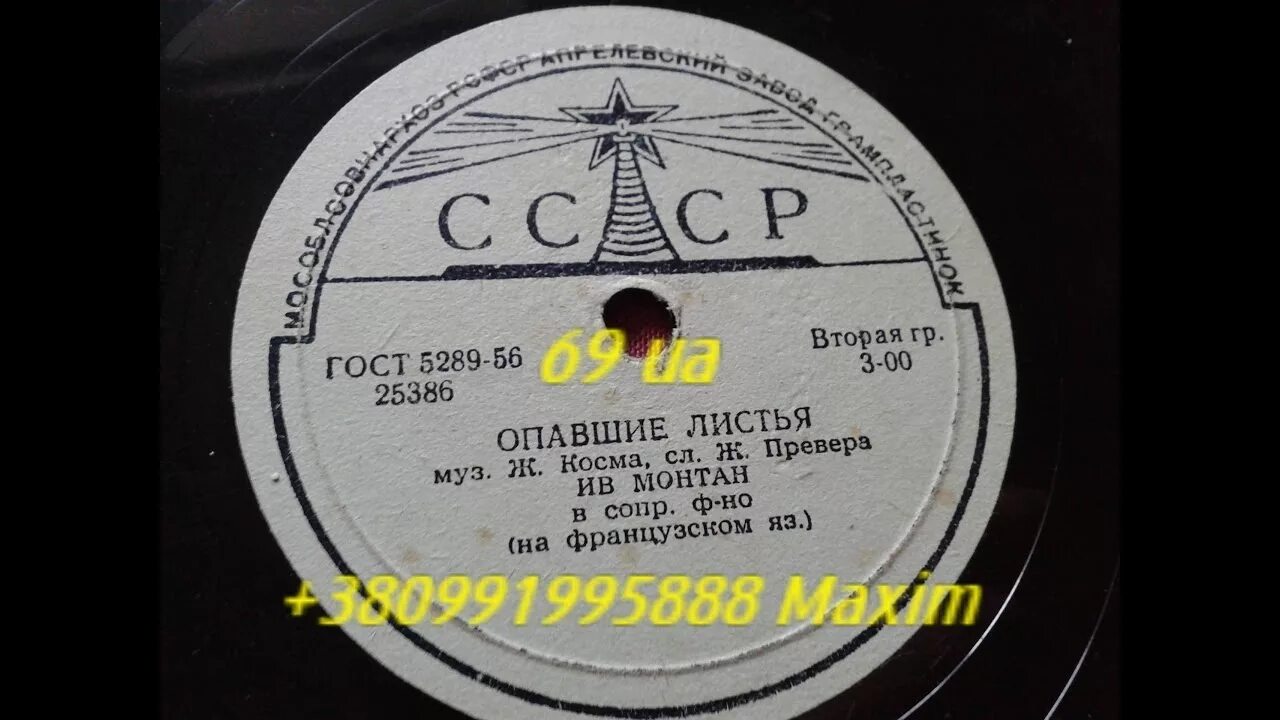 МОСОБЛСОВНАРХОЗ РСФСР АПРЕЛЕВСКИЙ ЗАВОД ГРАМПЛАСТИНОК
СССР
ГОСТ 5289-56
25386
69 ua
Вторая гр.
3-00
ОПАВШИЕ ЛИСТЬЯ
муз. Ж. Косма, сл. Ж. Превера
ИВ МОНТАН
в сопр. ф-но
(на французском яз.)
+380991995888 Maxim